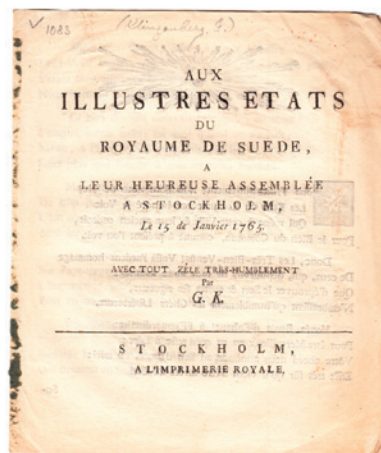 1083
(Klingenberg, G.)
AUX
ILLUSTRES ETATS
DU
ROYAUME DE SUEDE,
A
LEUR HEUREUSE ASSEMBLÉE
A STOCKHOLM,
Le 15 de Janvier 1765.
AVEC TOUT ZÈLE TRÈS-HUMBLEMENT
Par
G. K.
STOCKHOLM,
A L'IMPRIMERIE ROYALE,